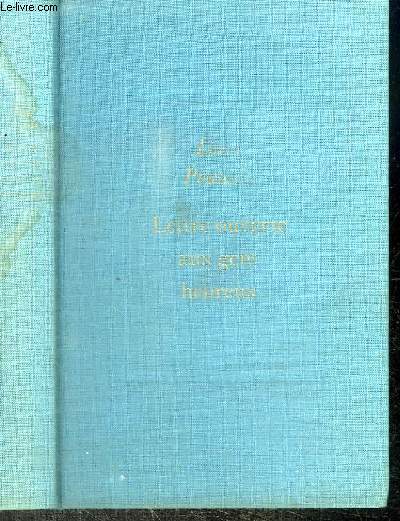 Le-livre.com
Lettre ouverte
aux gens
heureux